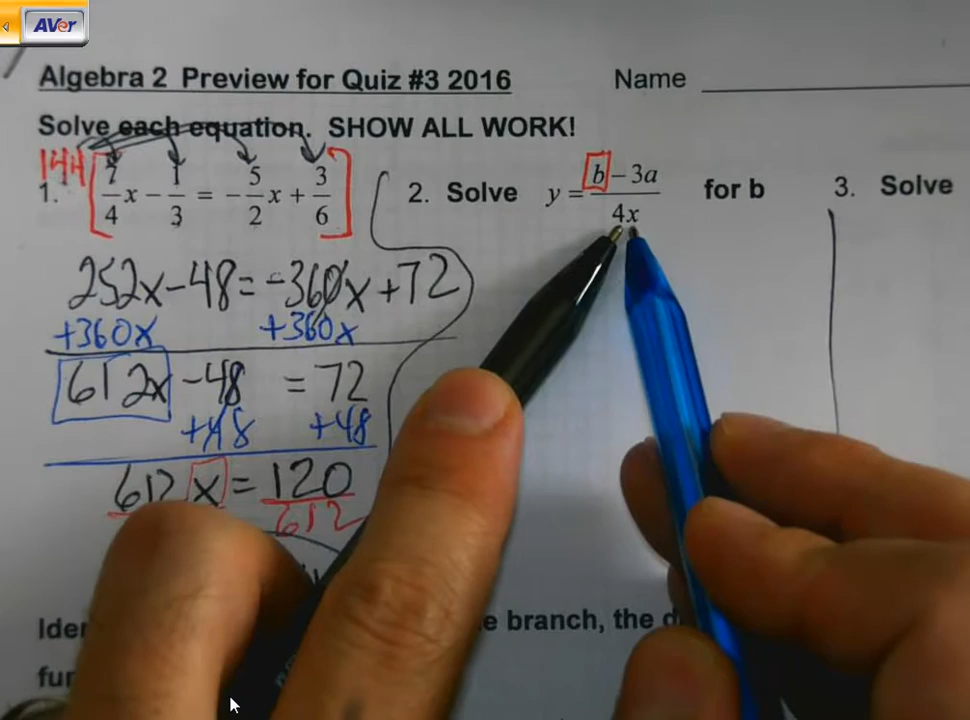 AVer
Algebra 2 Preview for Quiz #3 2016 Name
Solve each equation. SHOW ALL WORK!
144
1. 7/4 x − 1/3 = − 5/2 x + 3/6
2. Solve y = b − 3a / 4x for b
3. Solve
252x − 48 = −360x + 72
+360x +360x
612x − 48 = 72
+48 +48
612x = 120
612
branch, the